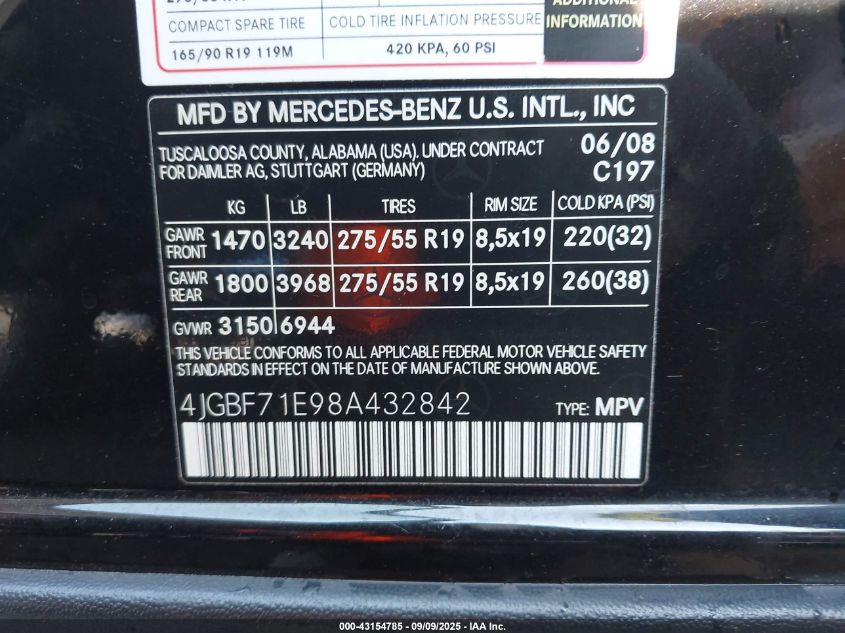 ADDITIONAL
COMPACT SPARE TIRE COLD TIRE INFLATION PRESSURE INFORMATION
165/90 R19 119M 420 KPA, 60 PSI
MFD BY MERCEDES-BENZ U.S. INTL., INC
TUSCALOOSA COUNTY, ALABAMA (USA). UNDER CONTRACT 06/08
FOR DAIMLER AG, STUTTGART (GERMANY) C197
KG LB TIRES RIM SIZE COLD KPA (PSI)
GAWR FRONT 1470 3240 275/55 R19 8,5x19 220(32)
GAWR REAR 1800 3968 275/55 R19 8,5x19 260(38)
GVWR 3150 6944
THIS VEHICLE CONFORMS TO ALL APPLICABLE FEDERAL MOTOR VEHICLE SAFETY
STANDARDS IN EFFECT ON THE DATE OF MANUFACTURE SHOWN ABOVE.
4JGBF71E98A432842 TYPE: MPV
000-43154785 - 09/09/2025 - IAA Inc.